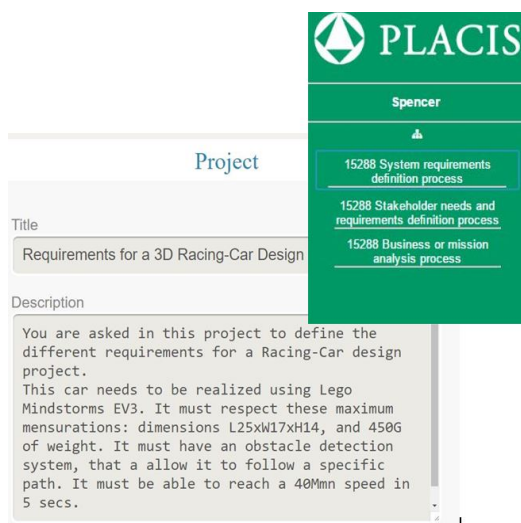 PLACIS
Spencer
15288 System requirements
definition process
15288 Stakeholder needs and
requirements definition process
15288 Business or mission
analysis process
Project
Title
Requirements for a 3D Racing-Car Design
Description
You are asked in this project to define the
different requirements for a Racing-Car design
project.
This car needs to be realized using Lego
Mindstorms EV3. It must respect these maximum
mensurations: dimensions L25xW17xH14, and 450G
of weight. It must have an obstacle detection
system, that a allow it to follow a specific
path. It must be able to reach a 40Mmn speed in
5 secs.